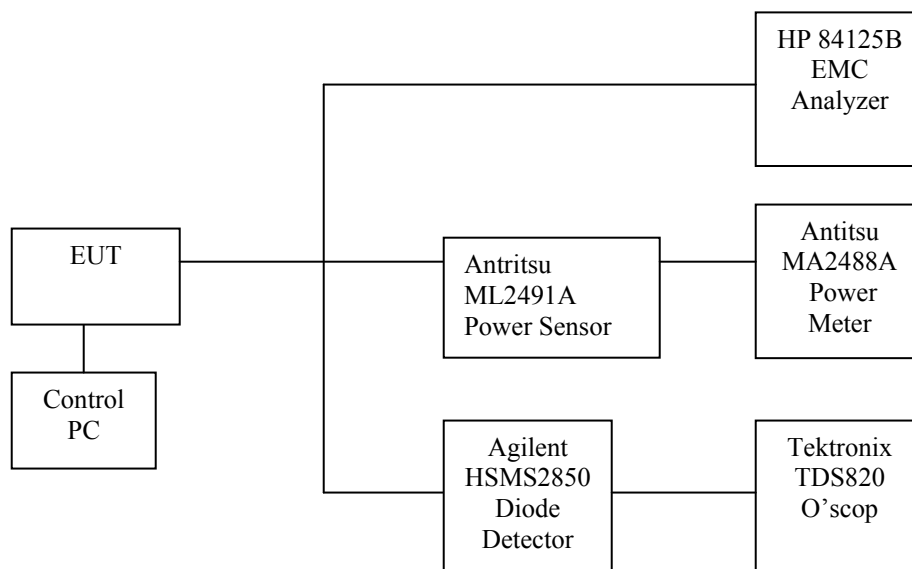 HP 84125B
EMC
Analyzer
EUT
Antritsu
ML2491A
Power Sensor
Antitsu
MA2488A
Power
Meter
Control
PC
Agilent
HSMS2850
Diode
Detector
Tektronix
TDS820
O’scop